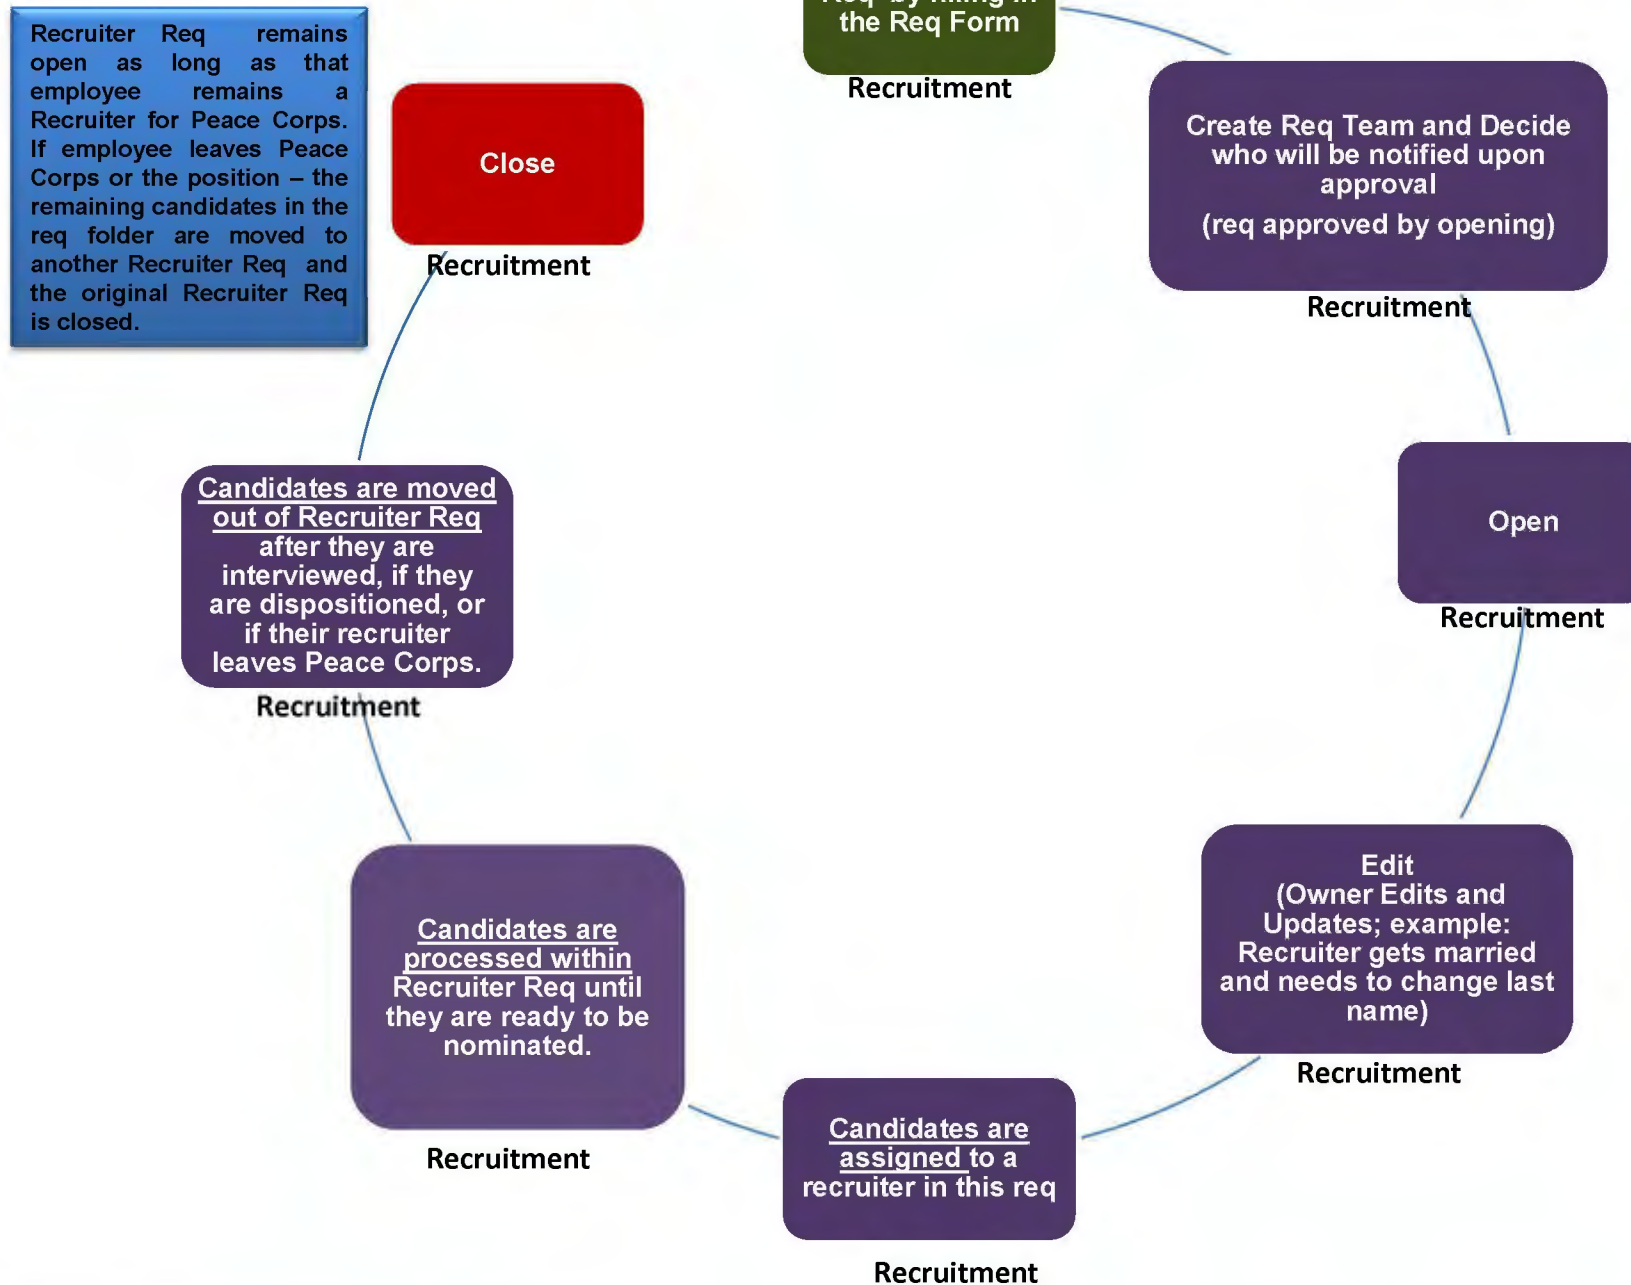 Recruiter Req remains
open as long as that
employee remains a
Recruiter for Peace Corps.
If employee leaves Peace
Corps or the position – the
remaining candidates in the
req folder are moved to
another Recruiter Req and
the original Recruiter Req
is closed.
Req by filling in
the Req Form
Recruitment
Create Req Team and Decide
who will be notified upon
approval
(req approved by opening)
Recruitment
Open
Recruitment
Edit
(Owner Edits and
Updates; example:
Recruiter gets married
and needs to change last
name)
Recruitment
Candidates are
assigned to a
recruiter in this req
Recruitment
Candidates are
processed within
Recruiter Req until
they are ready to be
nominated.
Recruitment
Candidates are moved
out of Recruiter Req
after they are
interviewed, if they
are dispositioned, or
if their recruiter
leaves Peace Corps.
Recruitment
Close
Recruitment